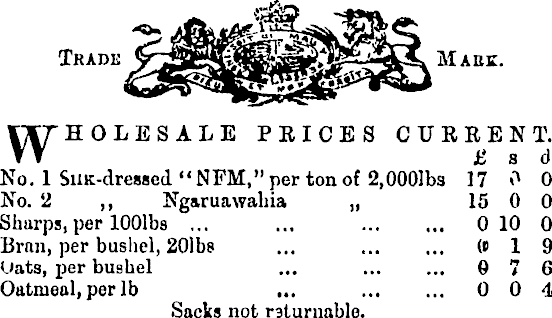 TRADE MARK.
WHOLESALE PRICES CURRENT.
£ s d
No. 1 Silk-dressed "NFM," per ton of 2,000lbs 17 0 0
No. 2 ,, Ngaruawahia ,, 15 0 0
Sharps, per 100lbs ... ... ... ... 0 10 0
Bran, per bushel, 20lbs ... ... ... 0 1 9
Oats, per bushel ... ... ... 0 7 6
Oatmeal, per lb ... ... ... 0 0 4
Sacks not returnable.